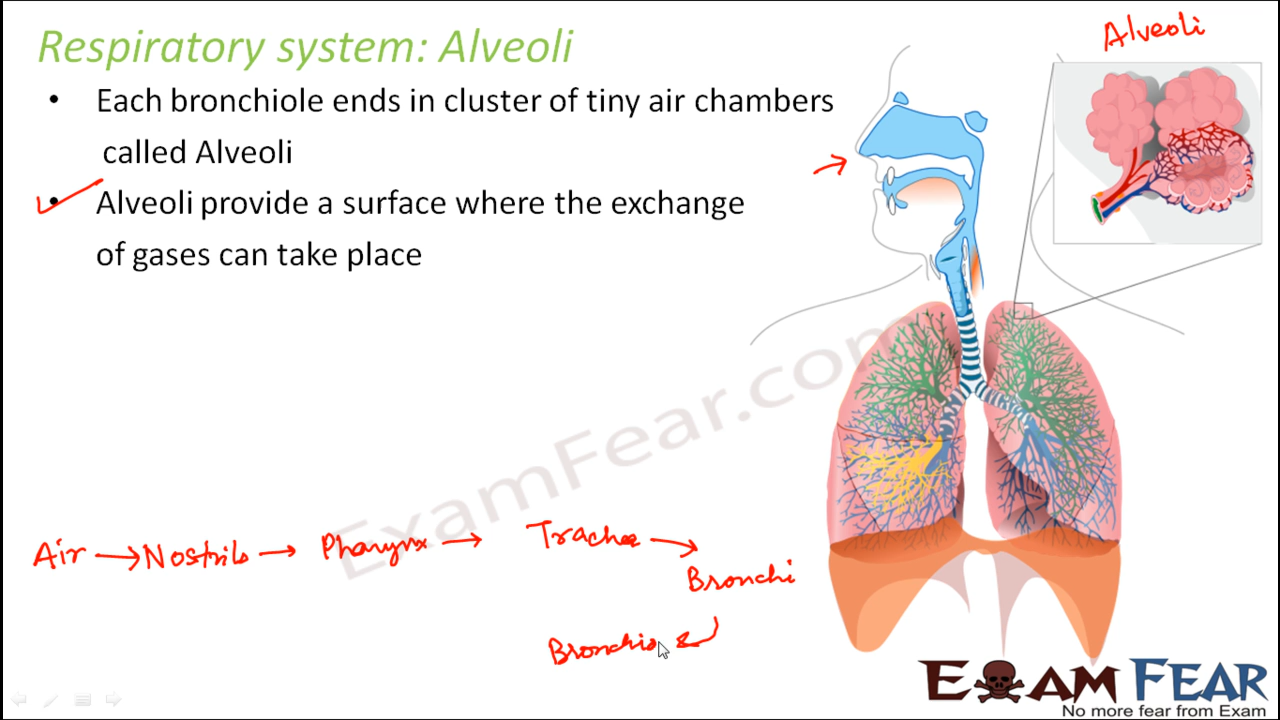 Respiratory system: Alveoli
Alveoli
• Each bronchiole ends in cluster of tiny air chambers
called Alveoli
• Alveoli provide a surface where the exchange
of gases can take place
ExamFear.com
Air → Nostrils → Pharynx → Trachea →
Bronchi
Bronchio
EXAM FEAR
No more fear from Exam